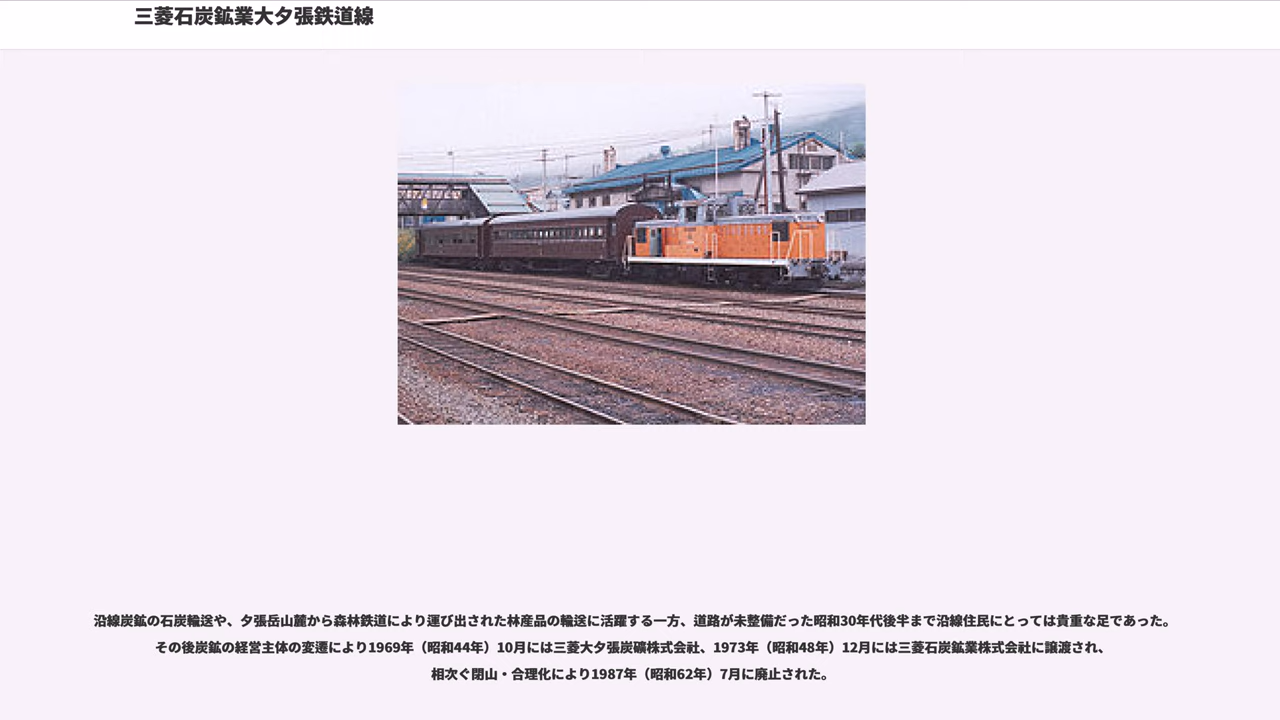 三菱石炭鉱業大夕張鉄道線
沿線炭鉱の石炭輸送や、夕張岳山麓から森林鉄道により運び出された林産品の輸送に活躍する一方、道路が未整備だった昭和30年代後半まで沿線住民にとっては貴重な足であった。
その後炭鉱の経営主体の変遷により1969年（昭和44年）10月には三菱大夕張炭礦株式会社、1973年（昭和48年）12月には三菱石炭鉱業株式会社に譲渡され、
相次ぐ閉山・合理化により1987年（昭和62年）7月に廃止された。